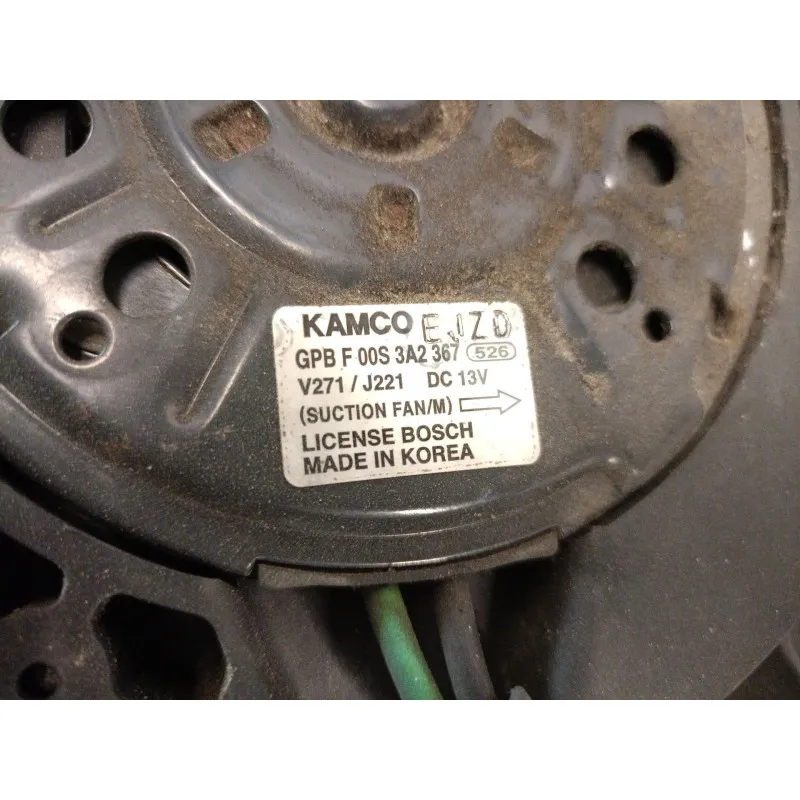 KAMCO EJZD
GPB F 00S 3A2 367 526
V271 / J221 DC 13V
(SUCTION FAN/M)
LICENSE BOSCH
MADE IN KOREA